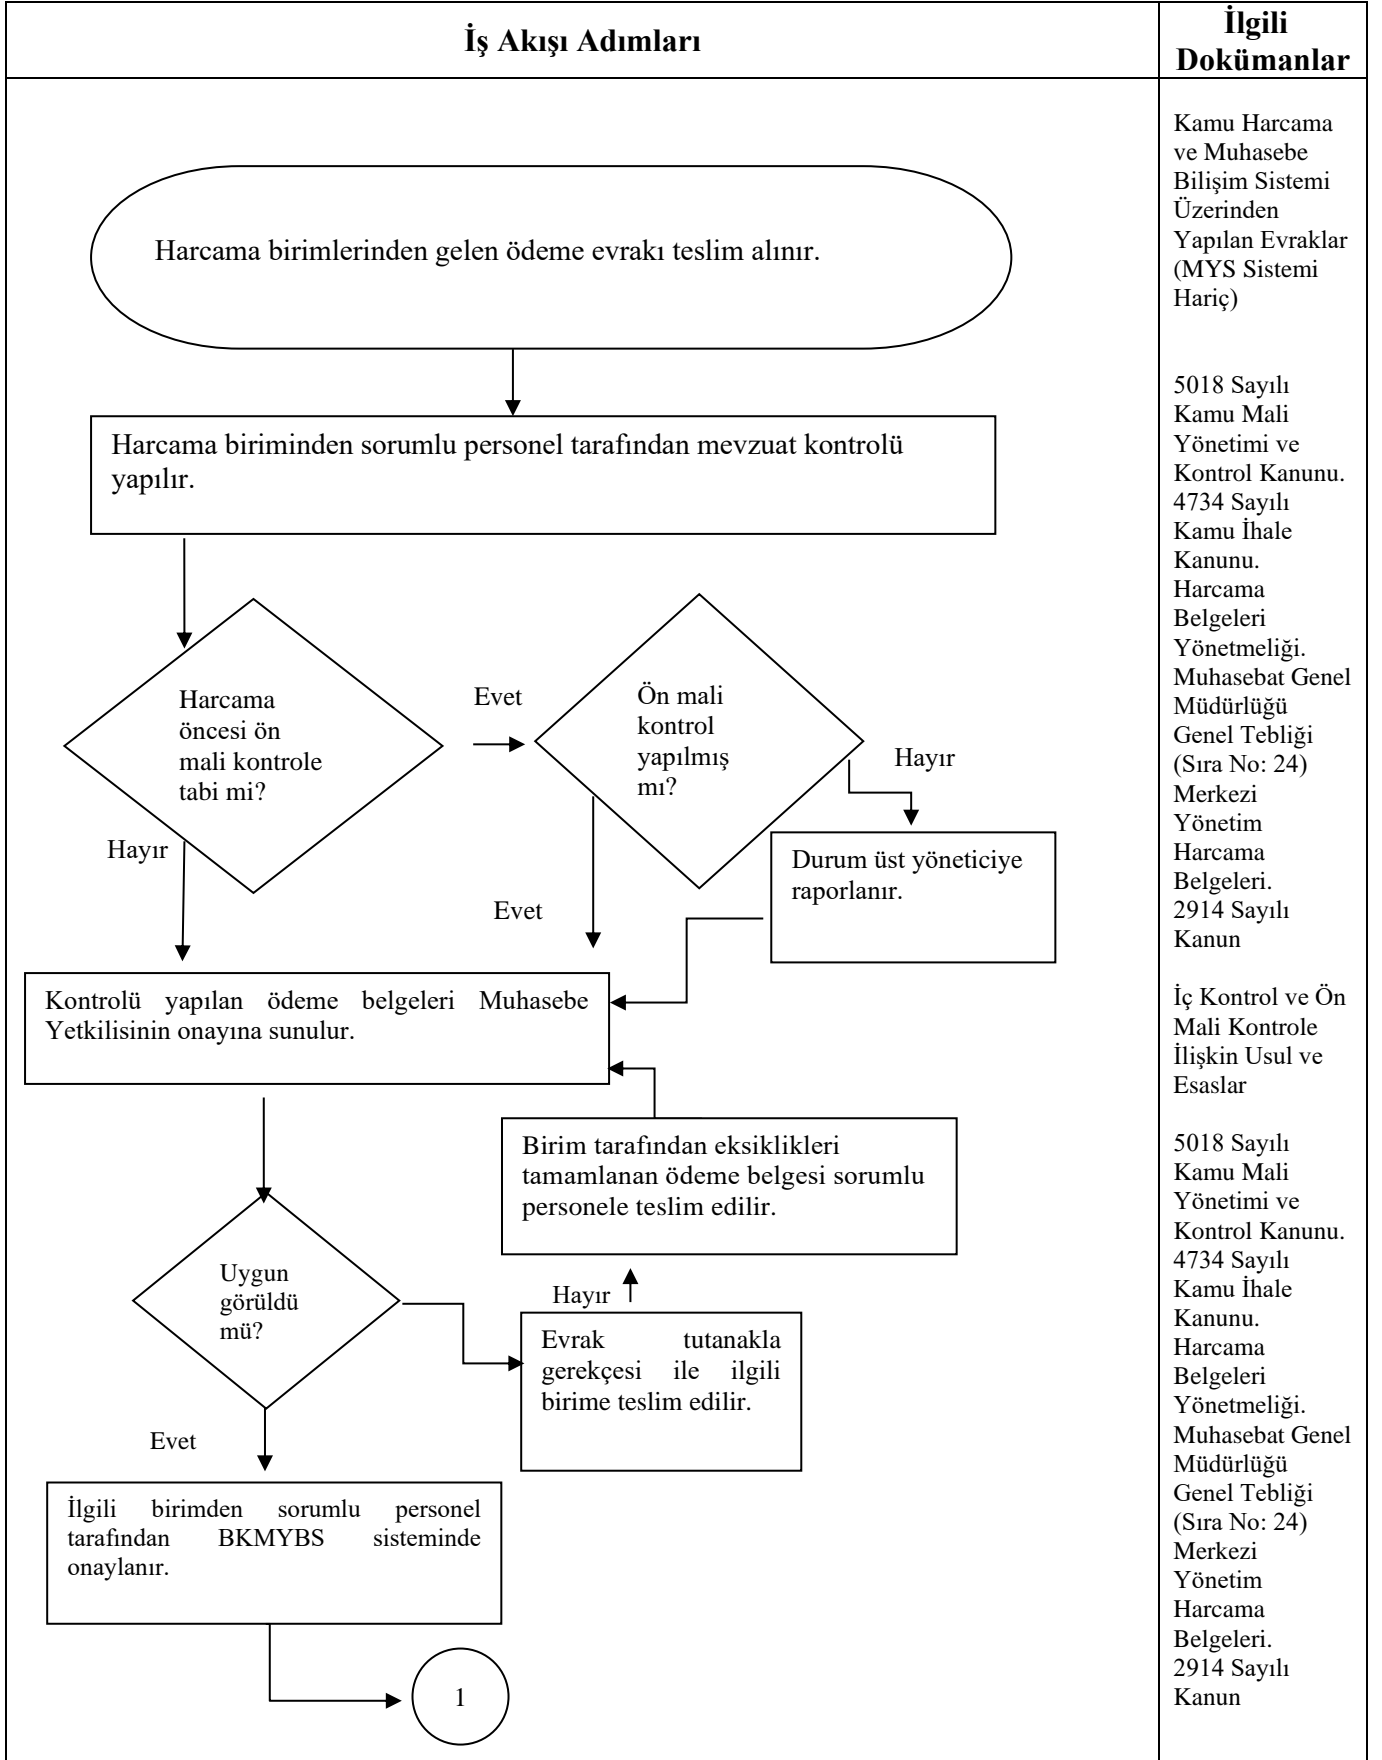 İş Akışı Adımları
İlgili
Dokümanlar
Harcama birimlerinden gelen ödeme evrakı teslim alınır.
Harcama biriminden sorumlu personel tarafından mevzuat kontrolü
yapılır.
Harcama
öncesi ön
mali kontrole
tabi mi?
Evet
Ön mali
kontrol
yapılmış
mı?
Hayır
Hayır
Durum üst yöneticiye
raporlanır.
Evet
Kontrolü yapılan ödeme belgeleri Muhasebe
Yetkilisinin onayına sunulur.
Birim tarafından eksiklikleri
tamamlanan ödeme belgesi sorumlu
personele teslim edilir.
Uygun
görüldü
mü?
Hayır
Evrak tutanakla
gerekçesi ile ilgili
birime teslim edilir.
Evet
İlgili birimden sorumlu personel
tarafından BKMYBS sisteminde
onaylanır.
1
Kamu Harcama
ve Muhasebe
Bilişim Sistemi
Üzerinden
Yapılan Evraklar
(MYS Sistemi
Hariç)
5018 Sayılı
Kamu Mali
Yönetimi ve
Kontrol Kanunu.
4734 Sayılı
Kamu İhale
Kanunu.
Harcama
Belgeleri
Yönetmeliği.
Muhasebat Genel
Müdürlüğü
Genel Tebliği
(Sıra No: 24)
Merkezi
Yönetim
Harcama
Belgeleri.
2914 Sayılı
Kanun
İç Kontrol ve Ön
Mali Kontrole
İlişkin Usul ve
Esaslar
5018 Sayılı
Kamu Mali
Yönetimi ve
Kontrol Kanunu.
4734 Sayılı
Kamu İhale
Kanunu.
Harcama
Belgeleri
Yönetmeliği.
Muhasebat Genel
Müdürlüğü
Genel Tebliği
(Sıra No: 24)
Merkezi
Yönetim
Harcama
Belgeleri.
2914 Sayılı
Kanun